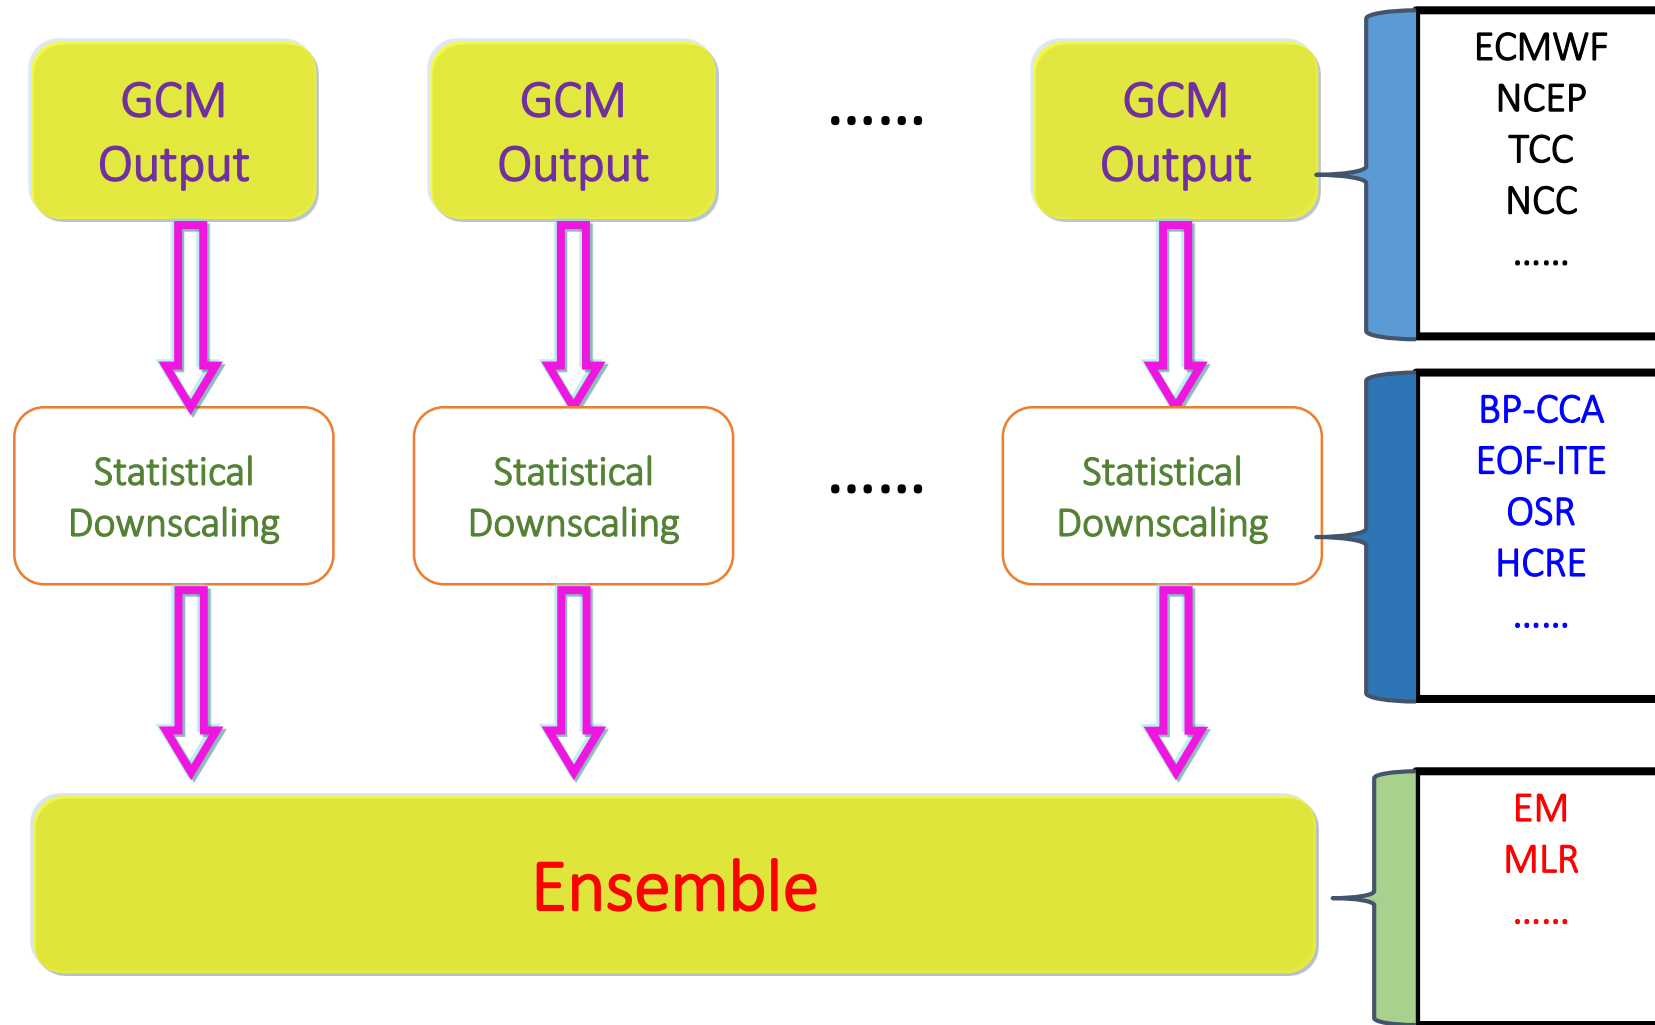 GCM
Output
GCM
Output
......
GCM
Output
ECMWF
NCEP
TCC
NCC
......
Statistical
Downscaling
Statistical
Downscaling
......
Statistical
Downscaling
BP-CCA
EOF-ITE
OSR
HCRE
......
Ensemble
EM
MLR
......